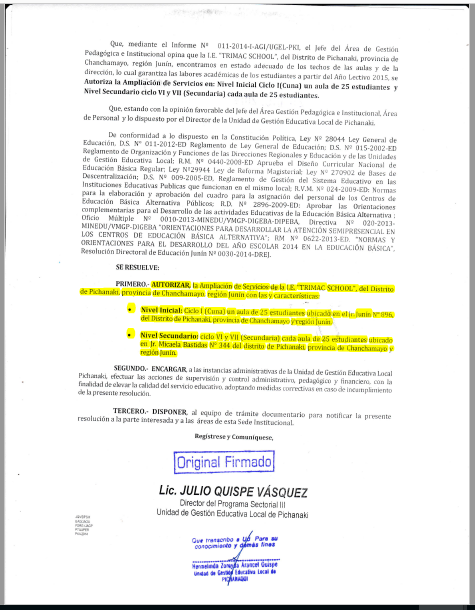 Que, mediante el Informe Nº 011-2014-I-AGI/UGEL-PKI, el Jefe del Área de Gestión
Pedagógica e Institucional opina que la I.E. "TRIMAC SCHOOL", del Distrito de Pichanaki, provincia de
Chanchamayo, región Junín, encontramos en estado adecuado de los techos de las aulas y de la
dirección, lo cual garantiza las labores académicas de los estudiantes a partir del Año Lectivo 2015, se
Autoriza la Ampliación de Servicios en: Nivel Inicial Ciclo I(Cuna) un aula de 25 estudiantes y
Nivel Secundario ciclo VI y VII (Secundaria) cada aula de 25 estudiantes.
Que, estando con la opinión favorable del Jefe del Área Gestión Pedagógica e Institucional, Área
de Personal y lo dispuesto por el Director de la Unidad de Gestión Educativa Local de Pichanaki.
De conformidad a lo dispuesto en la Constitución Política, Ley Nº 28044 Ley General de
Educación, D.S. Nº 011-2012-ED Reglamento de Ley General de Educación: D.S. Nº 015-2002-ED
Reglamento de Organización y Funciones de las Direcciones Regionales y Educación y de las Unidades
de Gestión Educativa Local; R.M. Nº 0440-2008-ED Aprueba el Diseño Curricular Nacional de
Educación Básica Regular; Ley Nº29944 Ley de Reforma Magisterial; Ley Nº 270902 de Bases de
Descentralización; D.S. Nº 009-2005-ED. Reglamento de Gestión del Sistema Educativo en las
Instituciones Educativas Publicas que funcionan en el mismo local; R.V.M. Nº 024-2009-ED: Normas
para la elaboración y aprobación del cuadro para la asignación de personal de los Centros de
Educación Básica Alternativa Públicos: R.D. Nº 2896-2009-ED: Aprobar las Orientaciones
complementarias para el Desarrollo de las actividades Educativas de la Educación Básica Alternativa ;
Oficio Múltiple Nº 0010-2013-MINEDU/VMGP-DIGEBA-DIPEBA, Directiva Nº 020-2013-
MINEDU/VMGP-DIGEBA "ORIENTACIONES PARA DESARROLLAR LA ATENCIÓN SEMIPRESENCIAL EN
LOS CENTROS DE EDUCACIÓN BÁSICA ALTERNATIVA"; RM Nº 0622-2013-ED. "NORMAS Y
ORIENTACIONES PARA EL DESARROLLO DEL AÑO ESCOLAR 2014 EN LA EDUCACIÓN BÁSICA".
Resolución Directoral de Educación Junín Nº 0030-2014-DREJ.
SE RESUELVE:
PRIMERO.- AUTORIZAR, la Ampliación de Servicios de la I.E. "TRIMAC SCHOOL", del Distrito
de Pichanaki, provincia de Chanchamayo. región Junín con las y características:
• Nivel Inicial: Ciclo I (Cuna) un aula de 25 estudiantes ubicado en el Jr. Junín Nº 896,
del Distrito de Pichanaki, provincia de Chanchamayo y región Junín.
• Nivel Secundario: ciclo VI y VII (Secundaria) cada aula de 25 estudiantes ubicado
en Jr. Micaela Bastidas Nº 344 del distrito de Pichanaki, provincia de Chanchamayo y
región Junín.
SEGUNDO.- ENCARGAR, a las instancias administrativas de la Unidad de Gestión Educativa Local
Pichanaki, efectuar las acciones de supervisión y control administrativo, pedagógico y financiero, con la
finalidad de elevar la calidad del servicio educativo, adoptando medidas correctivas en caso de incumplimiento
de la presente resolución.
TERCERO.- DISPONER, al equipo de trámite documentario para notificar la presente
resolución a la parte interesada y a las áreas de esta Sede Institucional.
Regístrese y Comuníquese,
Original Firmado
Lic. JULIO QUISPE VÁSQUEZ
Director del Programa Sectorial III
Unidad de Gestión Educativa Local de Pichanaki
Que transcribo a Ud. Para su
conocimiento y demás fines
Hermelinda Zoraida Arancel Quispe
Unidad de Gestión Educativa Local de
PICHANAQUI